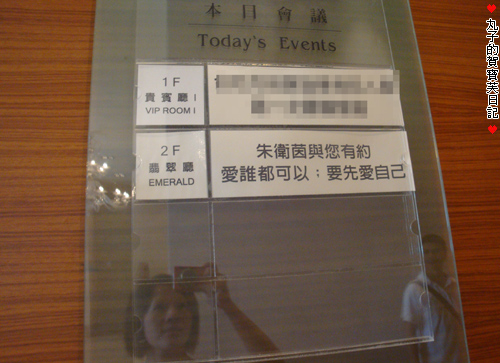 本日會議
Today's Events
1F
貴賓廳 I
VIP ROOM I
2F
翡翠廳
EMERALD
朱衛茵與您有約
愛誰都可以；要先愛自己
♥丸子的賀寶芙日記♥